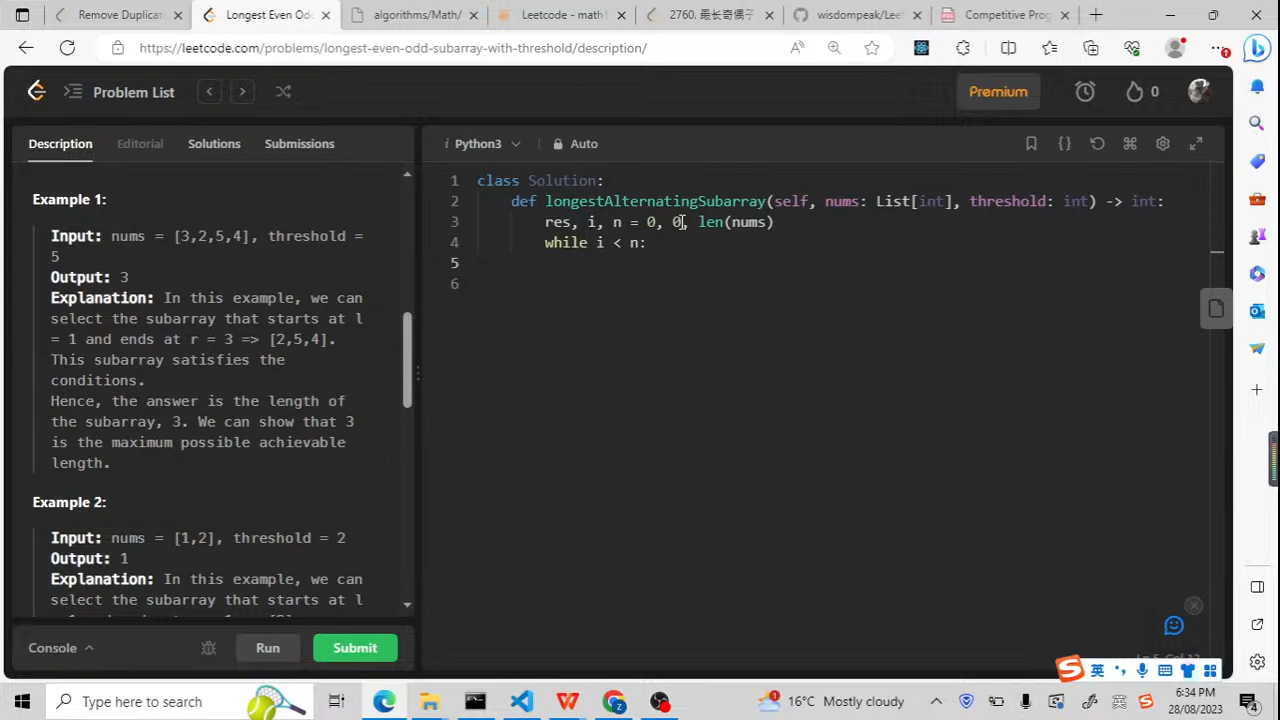 Remove Duplicate
Longest Even Odd
algorithms/Math/
Leetcode - math1
2760. 最长奇偶子
wisdompeak/Leet
Competitive Prog
https://leetcode.com/problems/longest-even-odd-subarray-with-threshold/description/
Problem List
Premium
0
Description
Editorial
Solutions
Submissions
i Python3
Auto
Example 1:
Input: nums = [3,2,5,4], threshold =
5
Output: 3
Explanation: In this example, we can
select the subarray that starts at l
= 1 and ends at r = 3 => [2,5,4].
This subarray satisfies the
conditions.
Hence, the answer is the length of
the subarray, 3. We can show that 3
is the maximum possible achievable
length.
Example 2:
Input: nums = [1,2], threshold = 2
Output: 1
Explanation: In this example, we can
select the subarray that starts at l
1 class Solution:
2 def longestAlternatingSubarray(self, nums: List[int], threshold: int) -> int:
3 res, i, n = 0, 0, len(nums)
4 while i < n:
5
6
Console
Run
Submit
英
Type here to search
16°C Mostly cloudy
6:34 PM
28/08/2023
4